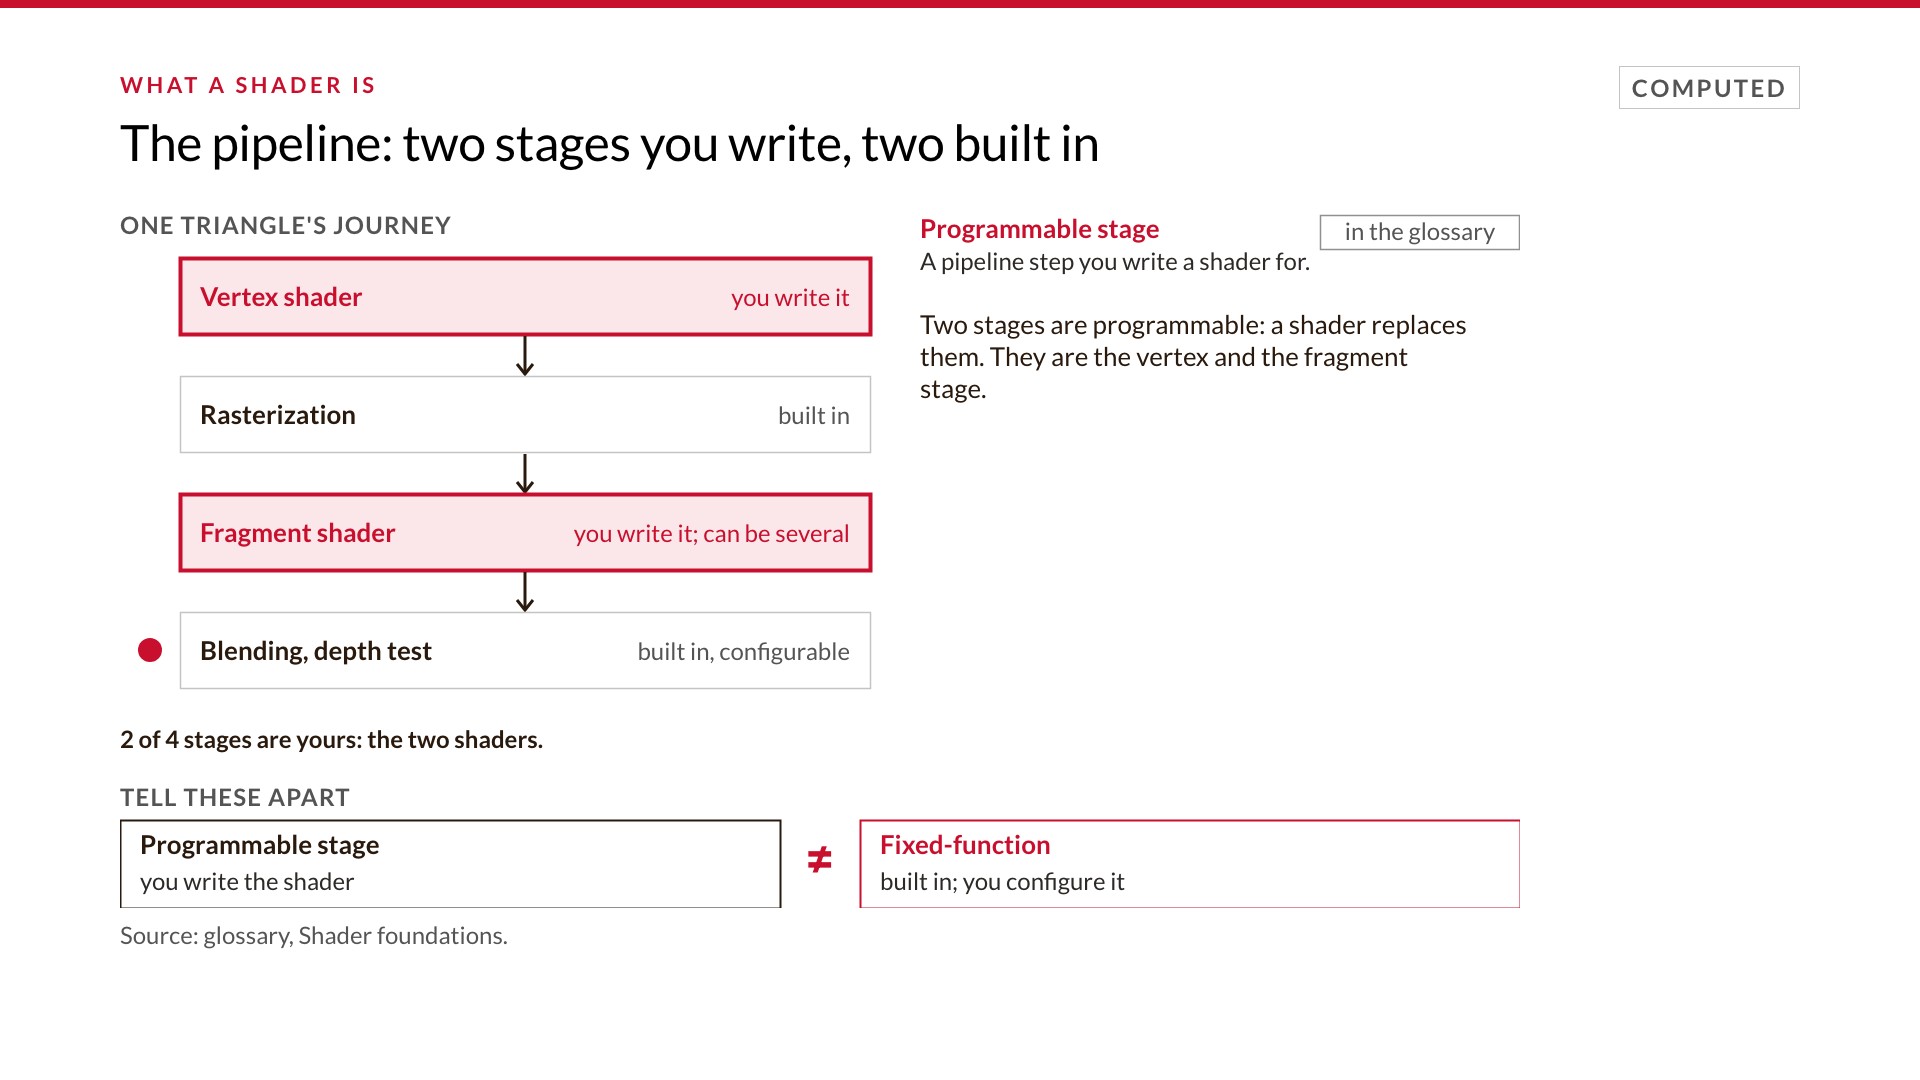 WHAT A SHADER IS
COMPUTED
The pipeline: two stages you write, two built in
ONE TRIANGLE'S JOURNEY
Vertex shader you write it
Rasterization built in
Fragment shader you write it; can be several
Blending, depth test built in, configurable
2 of 4 stages are yours: the two shaders.
Programmable stage in the glossary
A pipeline step you write a shader for.
Two stages are programmable: a shader replaces
them. They are the vertex and the fragment
stage.
TELL THESE APART
Programmable stage
you write the shader
≠
Fixed-function
built in; you configure it
Source: glossary, Shader foundations.